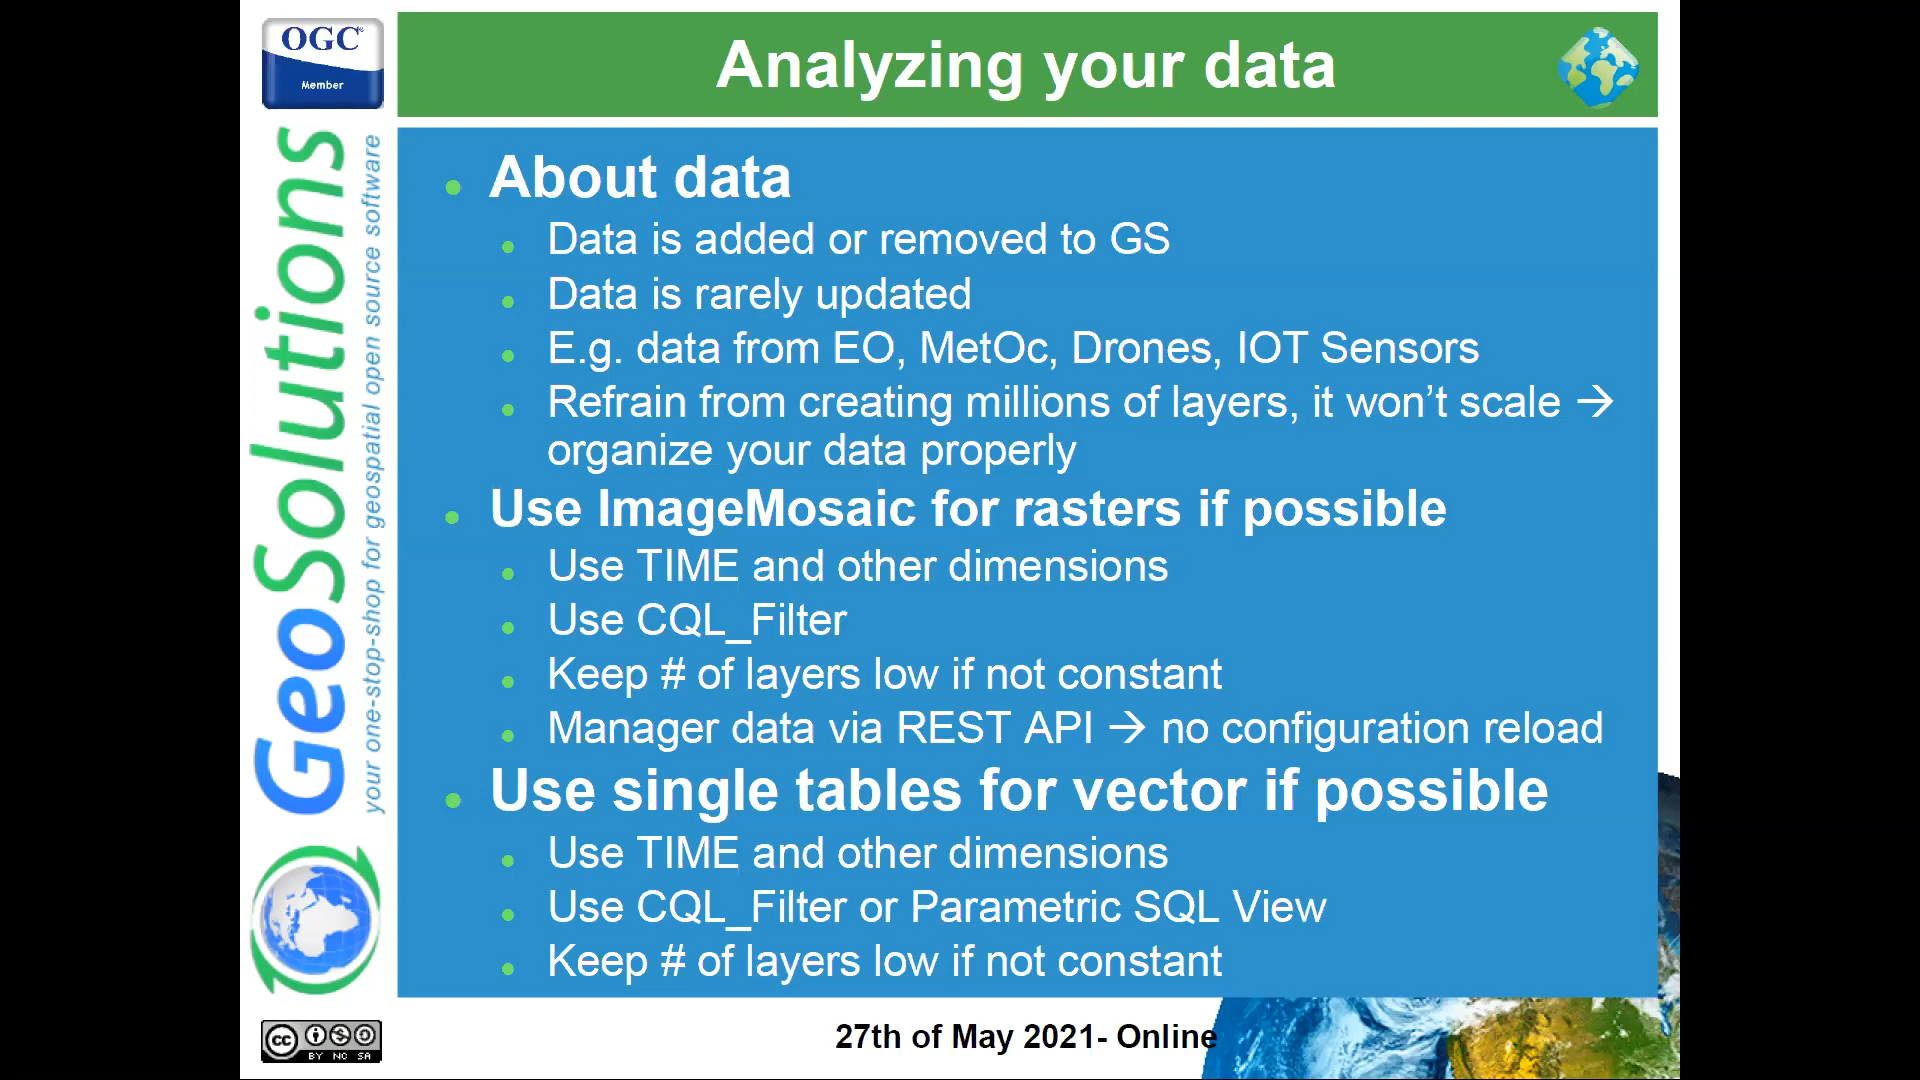 OGC
Member
Analyzing your data
GeoSolutions
your one-stop-shop for geospatial open source software
About data
Data is added or removed to GS
Data is rarely updated
E.g. data from EO, MetOc, Drones, IOT Sensors
Refrain from creating millions of layers, it won’t scale →
organize your data properly
Use ImageMosaic for rasters if possible
Use TIME and other dimensions
Use CQL_Filter
Keep # of layers low if not constant
Manager data via REST API → no configuration reload
Use single tables for vector if possible
Use TIME and other dimensions
Use CQL_Filter or Parametric SQL View
Keep # of layers low if not constant
27th of May 2021- Online
cc
BY NC SA